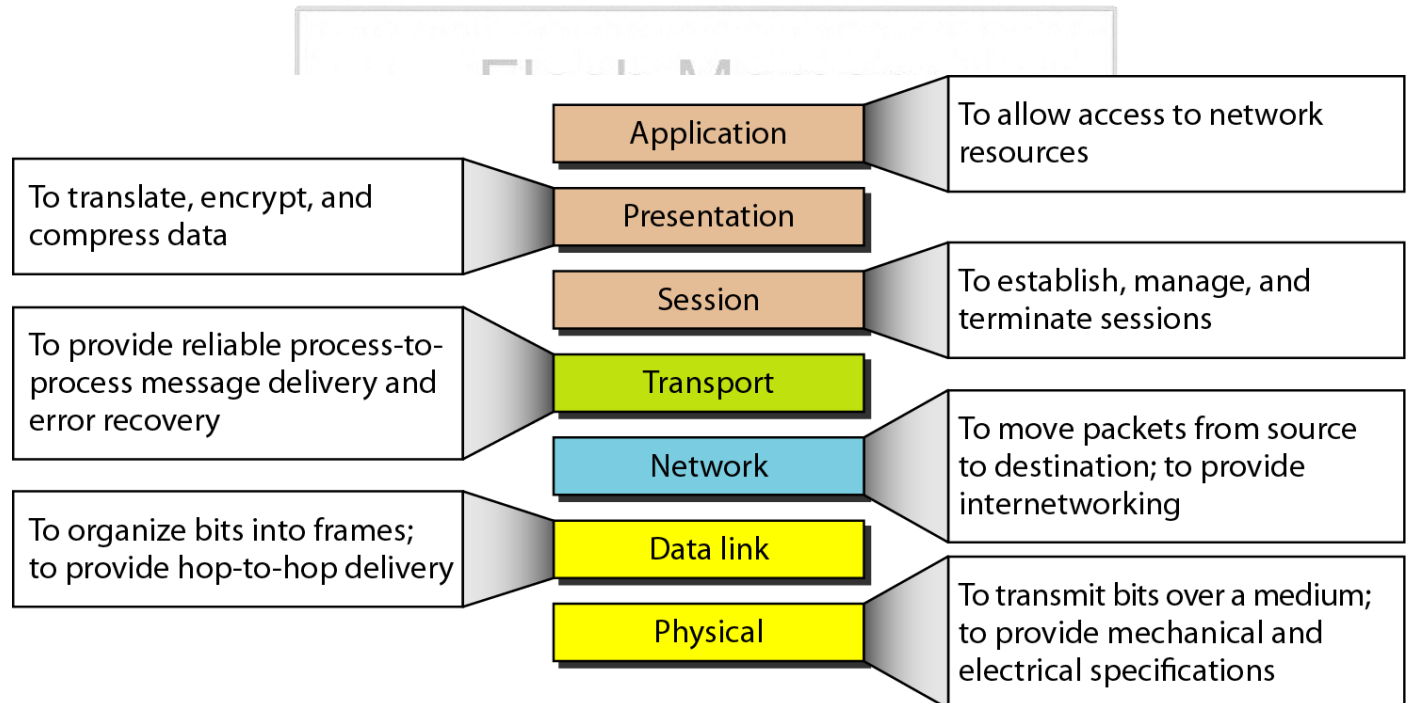 Application
To allow access to network
resources
To translate, encrypt, and
compress data
Presentation
Session
To establish, manage, and
terminate sessions
To provide reliable process-to-
process message delivery and
error recovery
Transport
Network
To move packets from source
to destination; to provide
internetworking
To organize bits into frames;
to provide hop-to-hop delivery
Data link
Physical
To transmit bits over a medium;
to provide mechanical and
electrical specifications